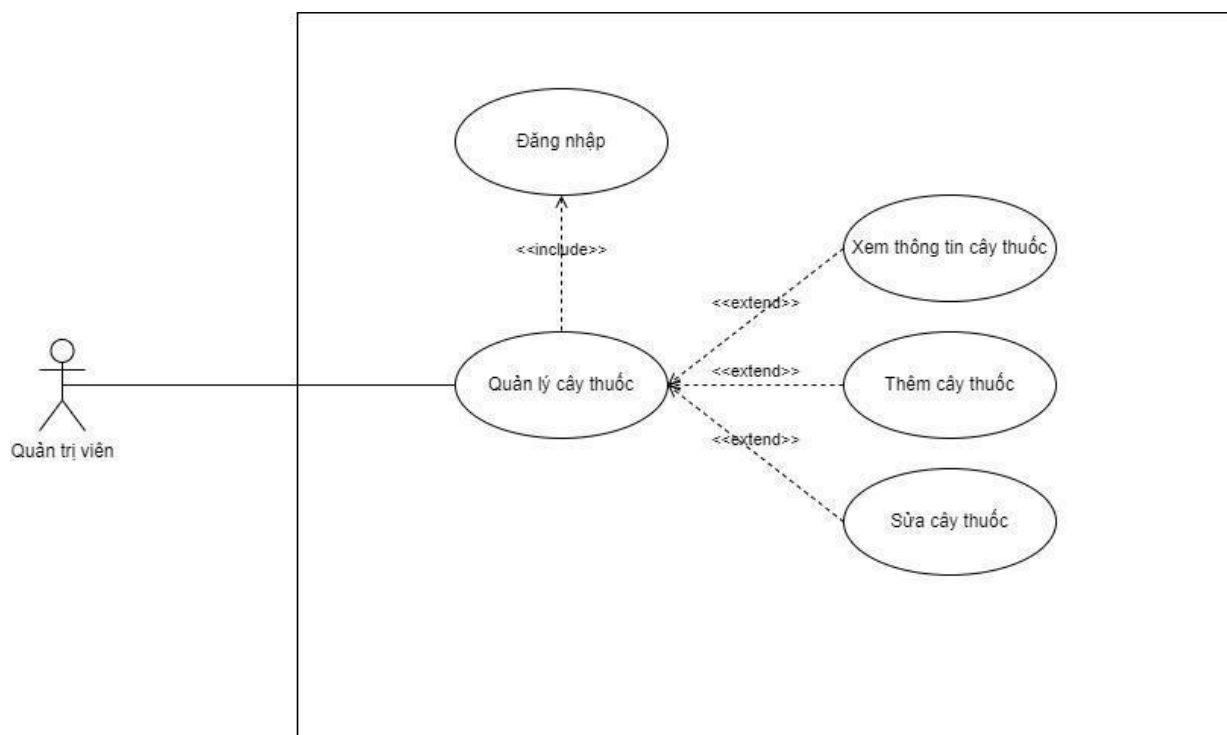 Đăng nhập
<<include>>
Xem thông tin cây thuốc
<<extend>>
Quản lý cây thuốc
<<extend>>
Thêm cây thuốc
<<extend>>
Quản trị viên
Sửa cây thuốc